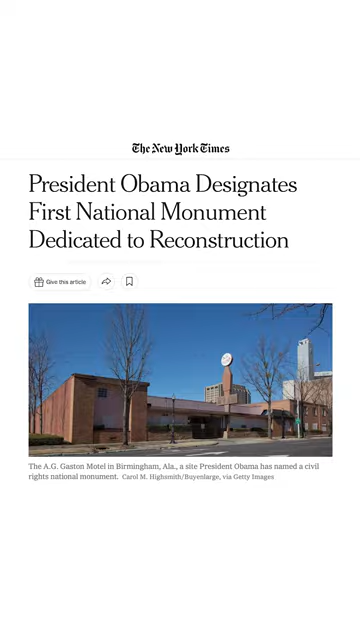 The New York Times
President Obama Designates
First National Monument
Dedicated to Reconstruction
Give this article
The A.G. Gaston Motel in Birmingham, Ala., a site President Obama has named a civil
rights national monument. Carol M. Highsmith/Buyenlarge, via Getty Images